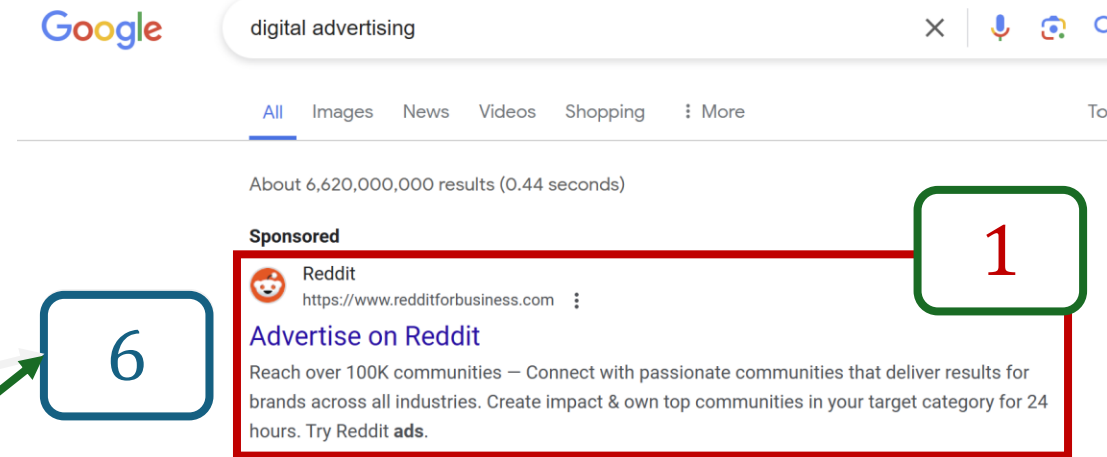 Google
digital advertising
All Images News Videos Shopping More
To
About 6,620,000,000 results (0.44 seconds)
1
Sponsored
Reddit
https://www.redditforbusiness.com
6
Advertise on Reddit
Reach over 100K communities — Connect with passionate communities that deliver results for
brands across all industries. Create impact & own top communities in your target category for 24
hours. Try Reddit ads.